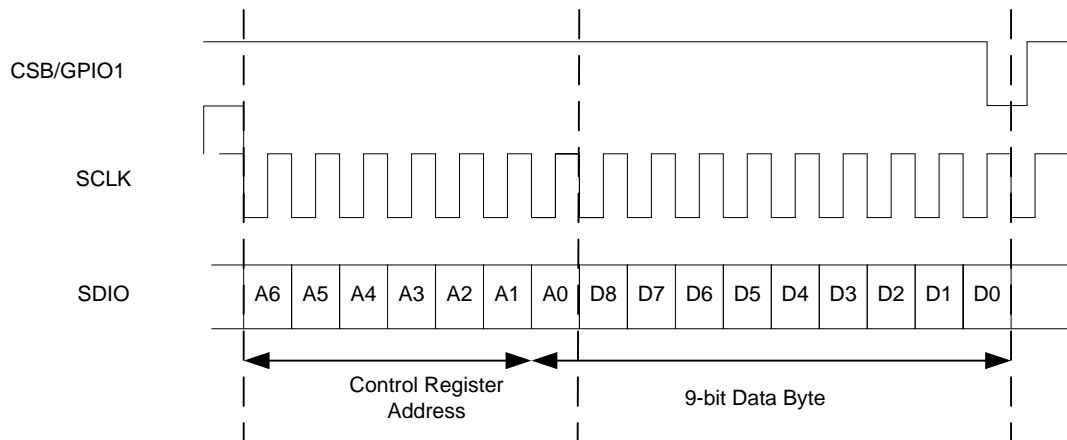 CSB/GPIO1
SCLK
SDIO
A6 A5 A4 A3 A2 A1 A0 D8 D7 D6 D5 D4 D3 D2 D1 D0
Control Register
Address
9-bit Data Byte